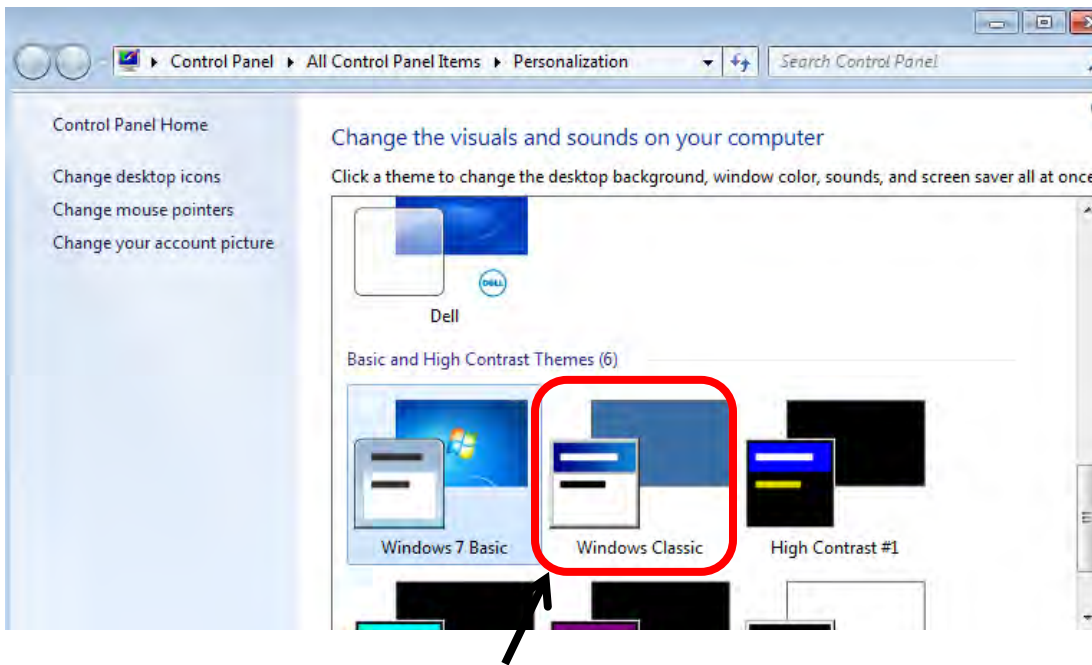 Control Panel ▸ All Control Panel Items ▸ Personalization
Search Control Panel
Control Panel Home
Change desktop icons
Change mouse pointers
Change your account picture
Change the visuals and sounds on your computer
Click a theme to change the desktop background, window color, sounds, and screen saver all at once
DELL
Dell
Basic and High Contrast Themes (6)
Windows 7 Basic
Windows Classic
High Contrast #1